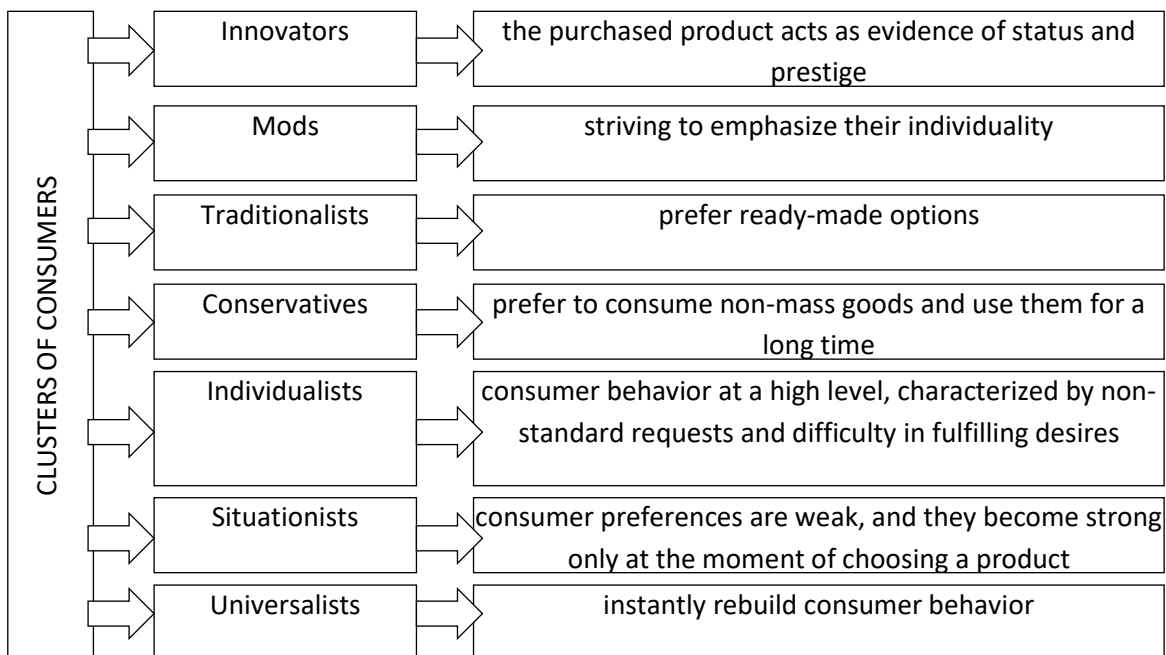 CLUSTERS OF CONSUMERS
Innovators
the purchased product acts as evidence of status and
prestige
Mods
striving to emphasize their individuality
Traditionalists
prefer ready-made options
Conservatives
prefer to consume non-mass goods and use them for a
long time
Individualists
consumer behavior at a high level, characterized by non-
standard requests and difficulty in fulfilling desires
Situationists
consumer preferences are weak, and they become strong
only at the moment of choosing a product
Universalists
instantly rebuild consumer behavior